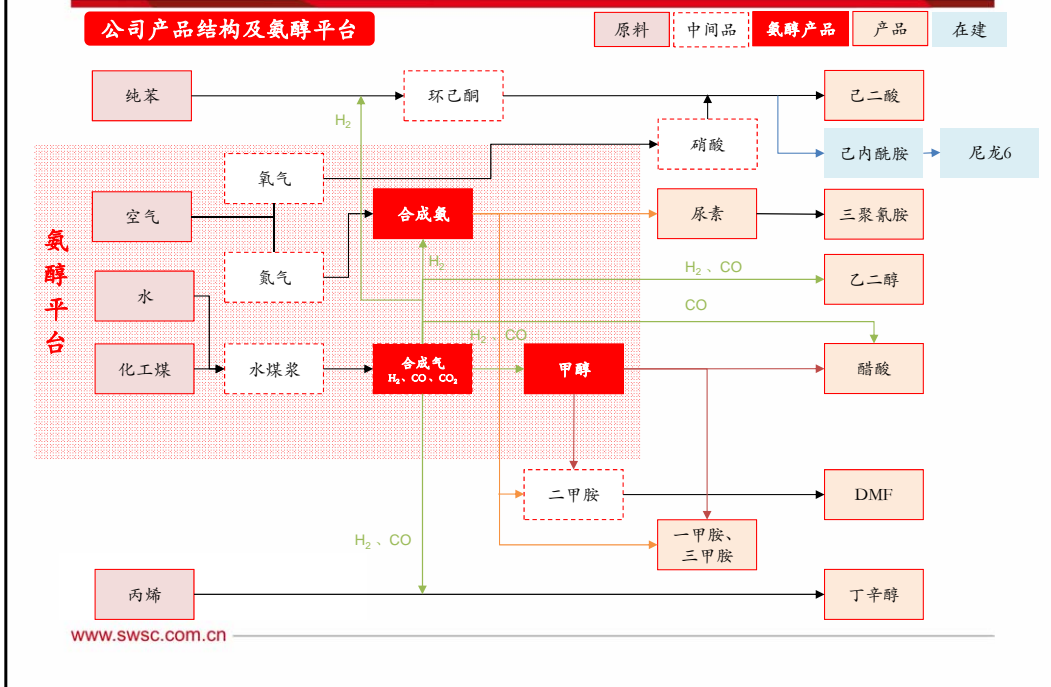 公司产品结构及氨醇平台
原料
中间品
氨醇产品
产品
在建
纯苯
环己酮
己二酸
H₂
硝酸
己内酰胺
尼龙6
氧气
空气
合成氨
尿素
三聚氰胺
氨醇平台
氮气
H₂
H₂、CO
乙二醇
水
CO
H₂、CO
化工煤
水煤浆
合成气
H₂、CO、CO₂
甲醇
醋酸
二甲胺
DMF
一甲胺、
三甲胺
H₂、CO
丙烯
丁辛醇
www.swsc.com.cn